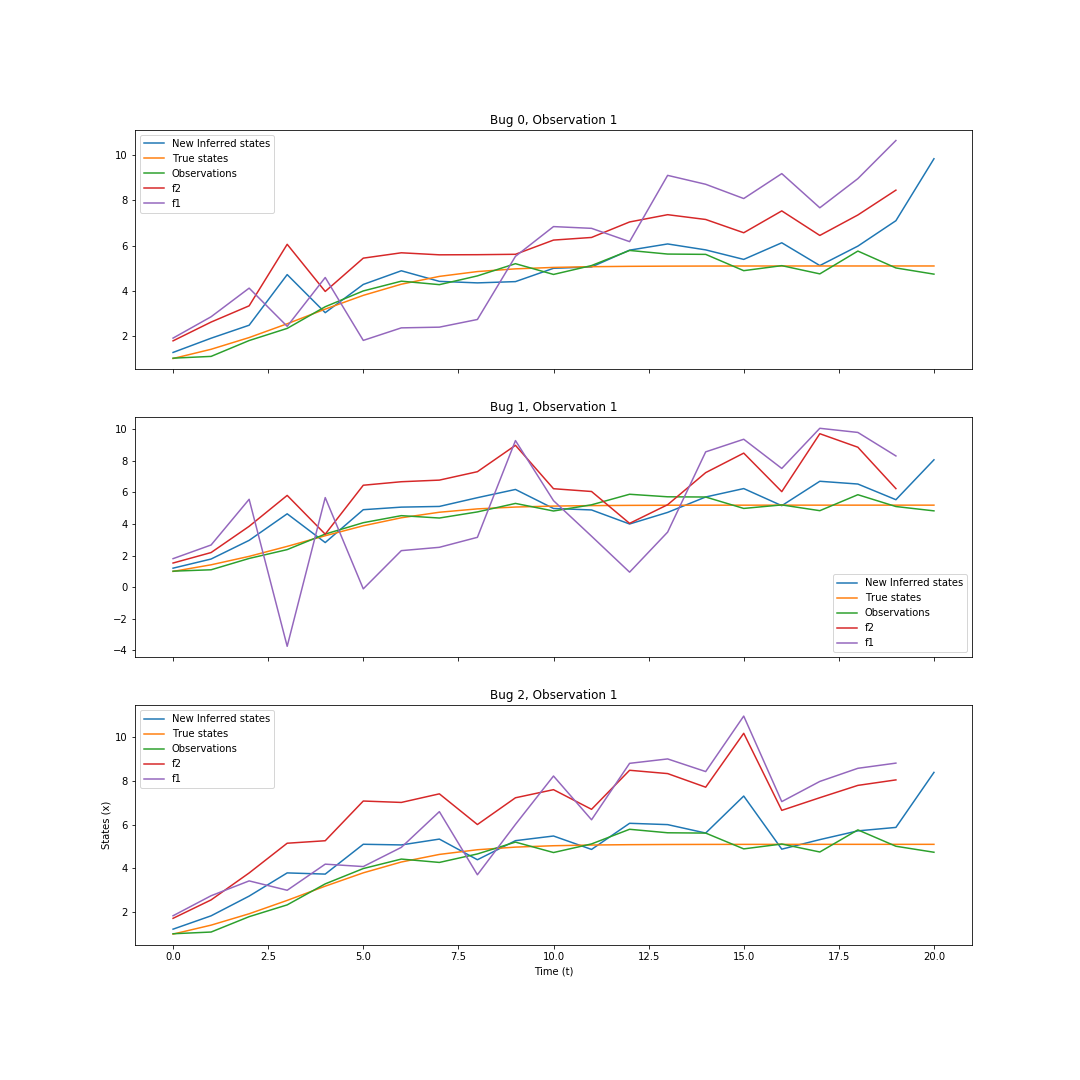 Bug 0, Observation 1
10
8
6
4
2
New Inferred states
True states
Observations
f2
f1
Bug 1, Observation 1
10
8
6
4
2
0
−2
−4
New Inferred states
True states
Observations
f2
f1
Bug 2, Observation 1
States (x)
10
8
6
4
2
New Inferred states
True states
Observations
f2
f1
0.0 2.5 5.0 7.5 10.0 12.5 15.0 17.5 20.0
Time (t)